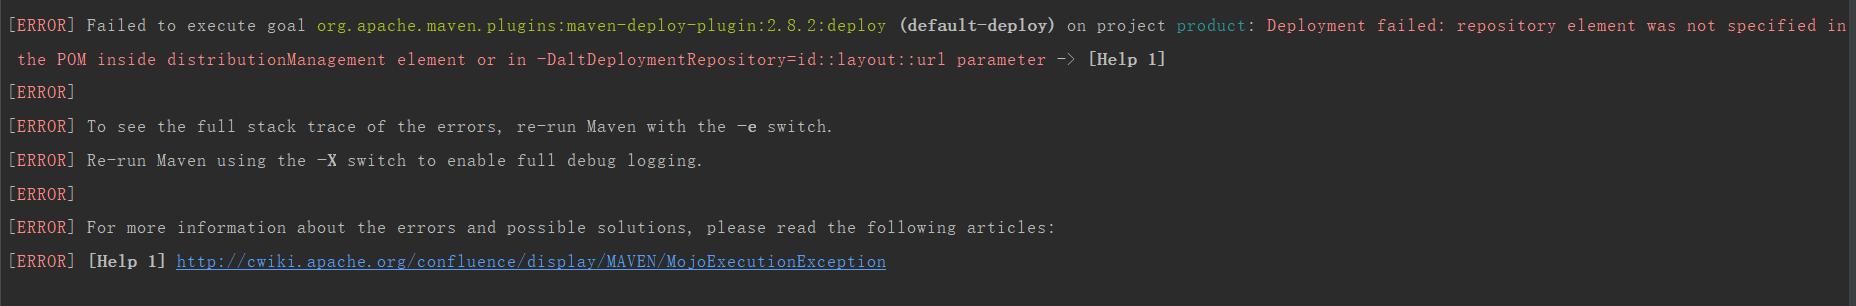 [ERROR] Failed to execute goal org.apache.maven.plugins:maven-deploy-plugin:2.8.2:deploy (default-deploy) on project product: Deployment failed: repository element was not specified in
the POM inside distributionManagement element or in -DaltDeploymentRepository=id::layout::url parameter -> [Help 1]
[ERROR]
[ERROR] To see the full stack trace of the errors, re-run Maven with the -e switch.
[ERROR] Re-run Maven using the -X switch to enable full debug logging.
[ERROR]
[ERROR] For more information about the errors and possible solutions, please read the following articles:
[ERROR] [Help 1] http://cwiki.apache.org/confluence/display/MAVEN/MojoExecutionException